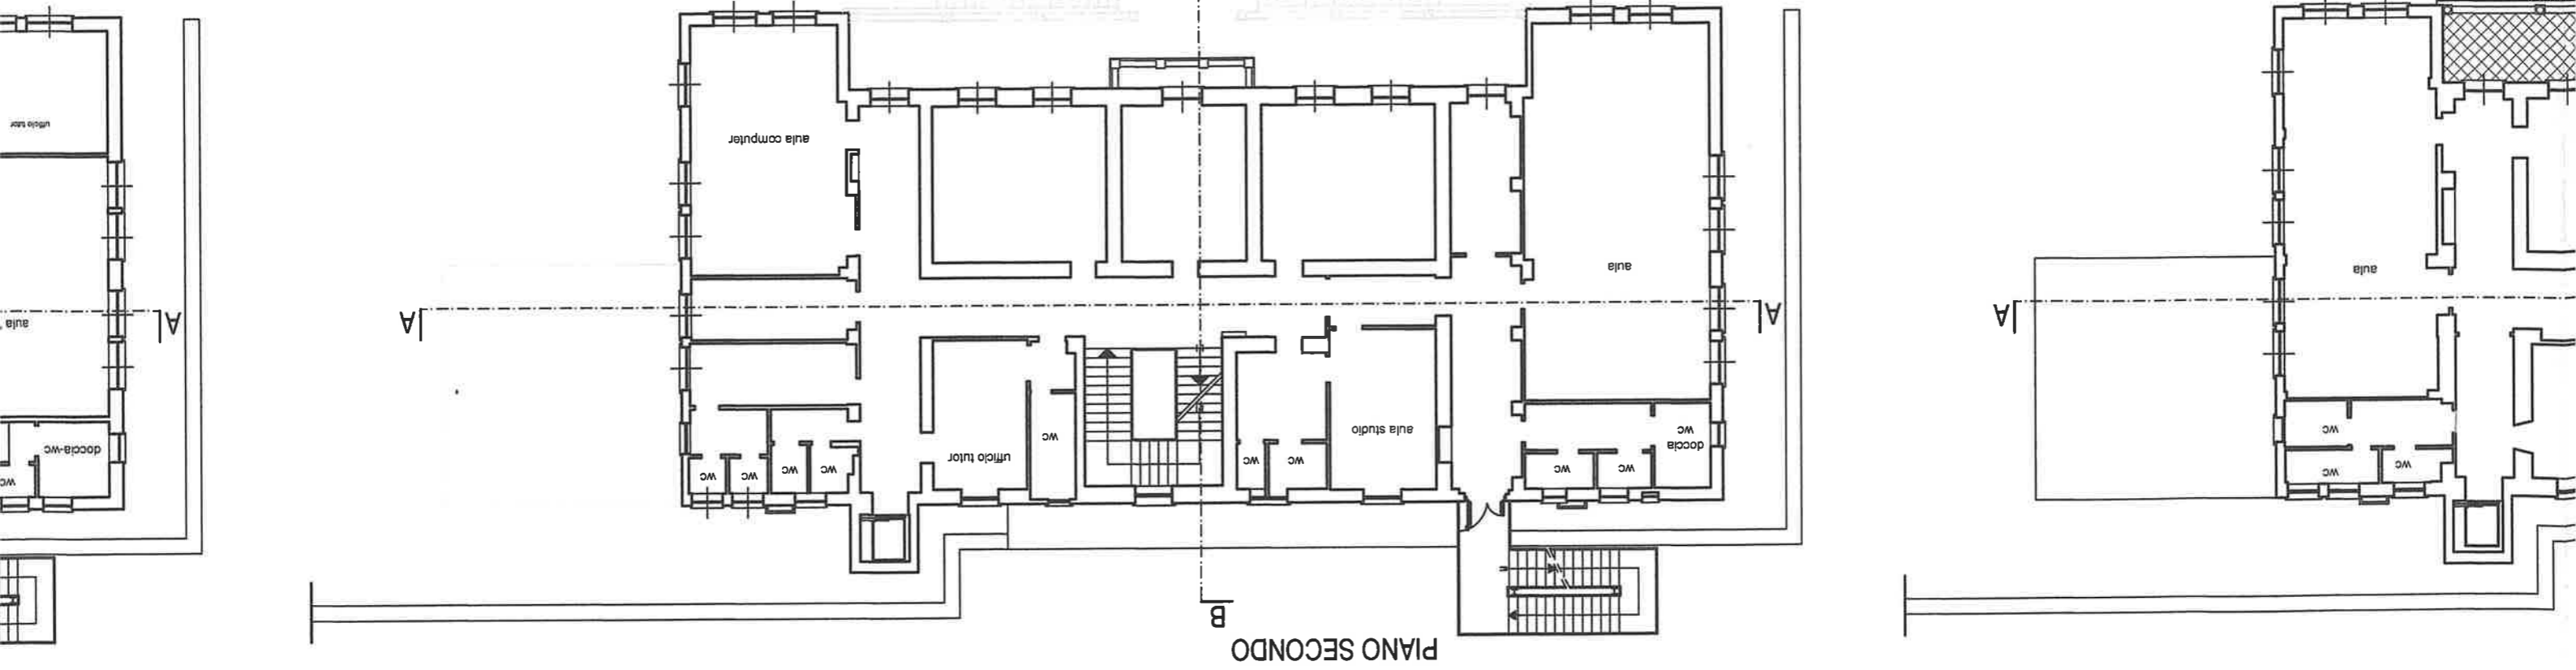 PIANO SECONDO
B
WC
WC
WC
A
aula
WC
WC
doccia
WC
aula studio
WC
WC
ufficio tutor
WC
WC
WC
WC
WC
A
A
aula
aula computer
WC
doccia-wc
A
aula
ufficio tutor